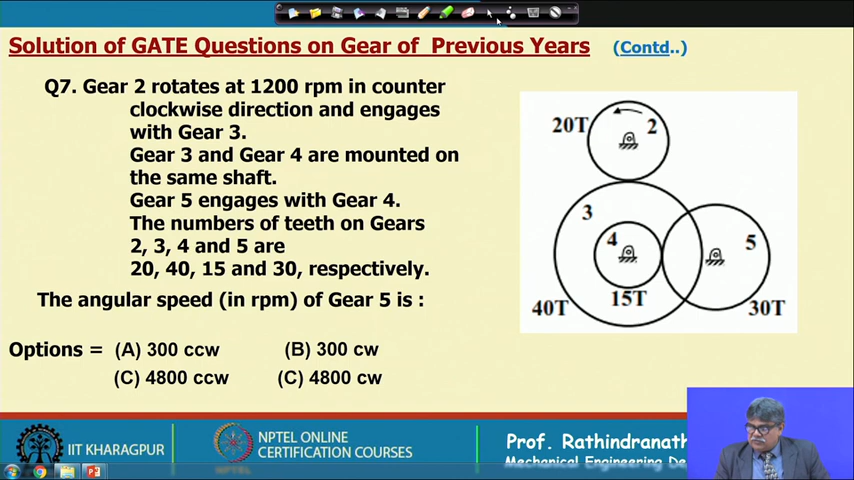 Solution of GATE Questions on Gear of Previous Years (Contd..)
Q7. Gear 2 rotates at 1200 rpm in counter
clockwise direction and engages
with Gear 3.
Gear 3 and Gear 4 are mounted on
the same shaft.
Gear 5 engages with Gear 4.
The numbers of teeth on Gears
2, 3, 4 and 5 are
20, 40, 15 and 30, respectively.
The angular speed (in rpm) of Gear 5 is :
Options = (A) 300 ccw (B) 300 cw
(C) 4800 ccw (C) 4800 cw
20T 2
3
4 5
15T
40T 30T
IIT KHARAGPUR
NPTEL ONLINE
CERTIFICATION COURSES
Prof. Rathindranath
Mechanical Engineering De